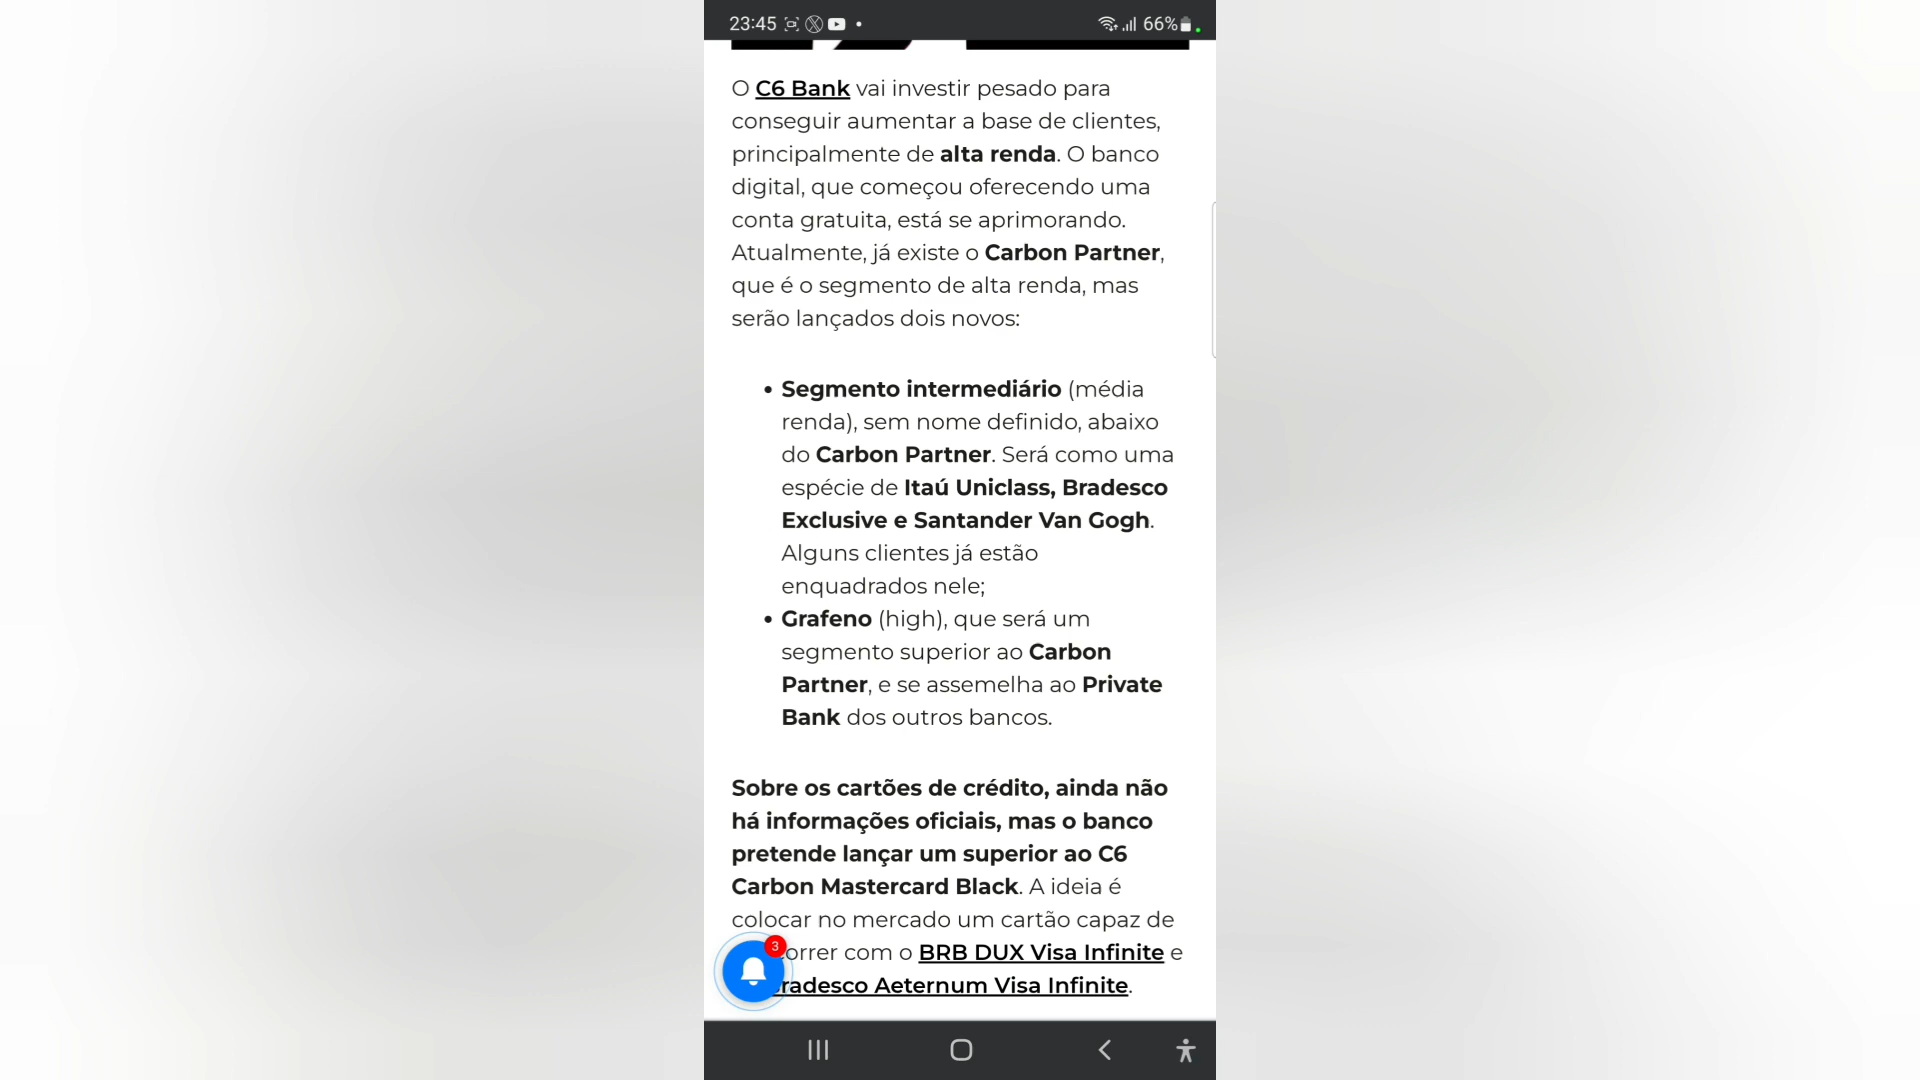 23:45
66%
O C6 Bank vai investir pesado para
conseguir aumentar a base de clientes,
principalmente de alta renda. O banco
digital, que começou oferecendo uma
conta gratuita, está se aprimorando.
Atualmente, já existe o Carbon Partner,
que é o segmento de alta renda, mas
serão lançados dois novos:
• Segmento intermediário (média
renda), sem nome definido, abaixo
do Carbon Partner. Será como uma
espécie de Itaú Uniclass, Bradesco
Exclusive e Santander Van Gogh.
Alguns clientes já estão
enquadrados nele;
• Grafeno (high), que será um
segmento superior ao Carbon
Partner, e se assemelha ao Private
Bank dos outros bancos.
Sobre os cartões de crédito, ainda não
há informações oficiais, mas o banco
pretende lançar um superior ao C6
Carbon Mastercard Black. A ideia é
colocar no mercado um cartão capaz de
orrer com o BRB DUX Visa Infinite e
radesco Aeternum Visa Infinite.
3